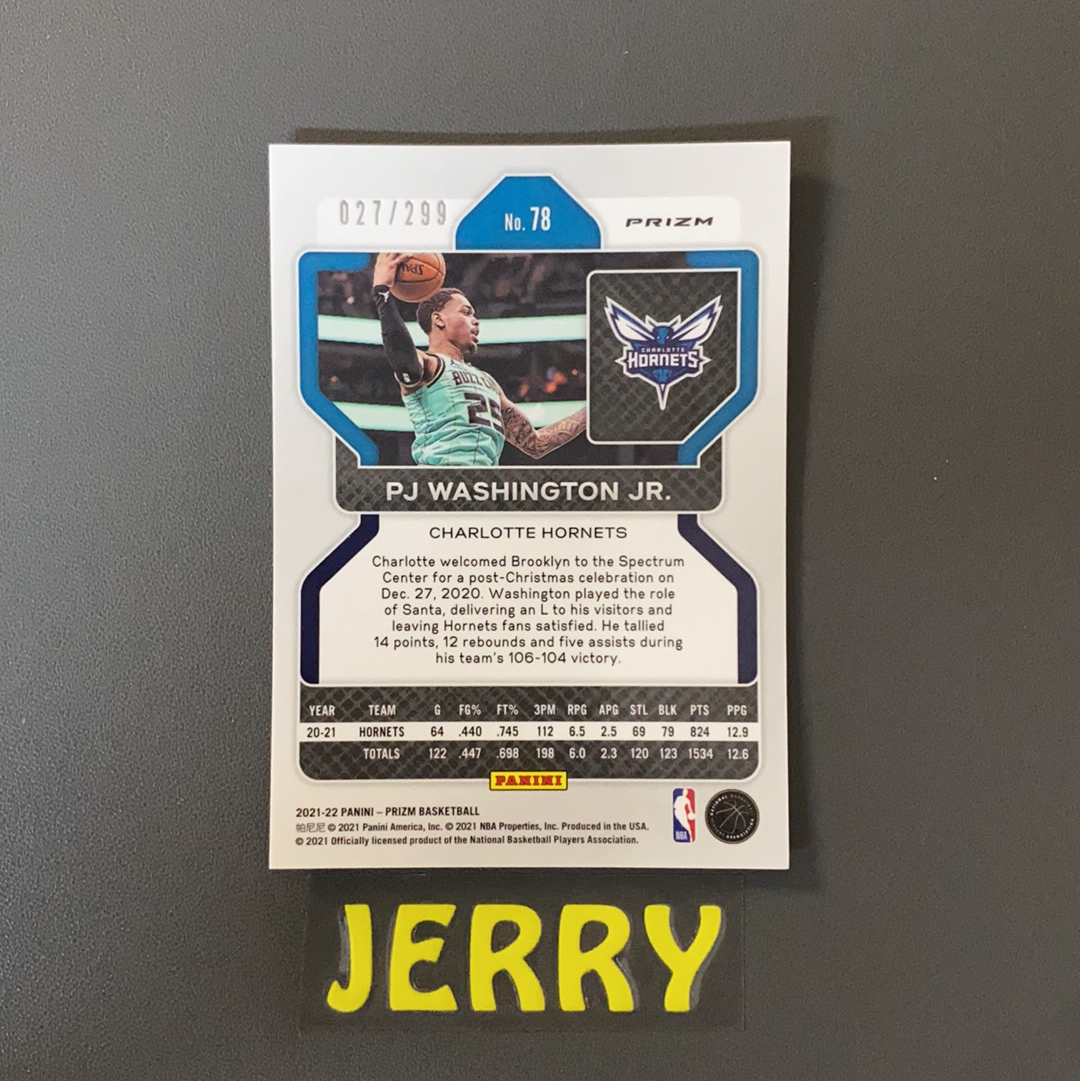 027/299
No. 78
PRIZM
BUZZ
25
CHARLOTTE
HORNETS
PJ WASHINGTON JR.
CHARLOTTE HORNETS
Charlotte welcomed Brooklyn to the Spectrum
Center for a post-Christmas celebration on
Dec. 27, 2020. Washington played the role
of Santa, delivering an L to his visitors and
leaving Hornets fans satisfied. He tallied
14 points, 12 rebounds and five assists during
his team's 106-104 victory.
YEAR TEAM G FG% FT% 3PM RPG APG STL BLK PTS PPG
20-21 HORNETS 64 .440 .745 112 6.5 2.5 69 79 824 12.9
TOTALS 122 .447 .698 198 6.0 2.3 120 123 1534 12.6
PANINI
2021-22 PANINI – PRIZM BASKETBALL
帕尼尼 © 2021 Panini America, Inc. © 2021 NBA Properties, Inc. Produced in the USA.
© 2021 Officially licensed product of the National Basketball Players Association.
NBA
JERRY